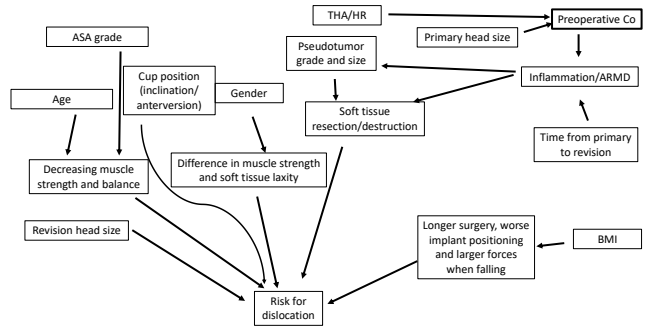 THA/HR
Preoperative Co
ASA grade
Primary head size
Pseudotumor
grade and size
Cup position
(inclination/
anterversion)
Gender
Inflammation/ARMD
Age
Soft tissue
resection/destruction
Time from primary
to revision
Decreasing muscle
strength and balance
Difference in muscle strength
and soft tissue laxity
Revision head size
Longer surgery, worse
implant positioning
and larger forces
when falling
BMI
Risk for
dislocation